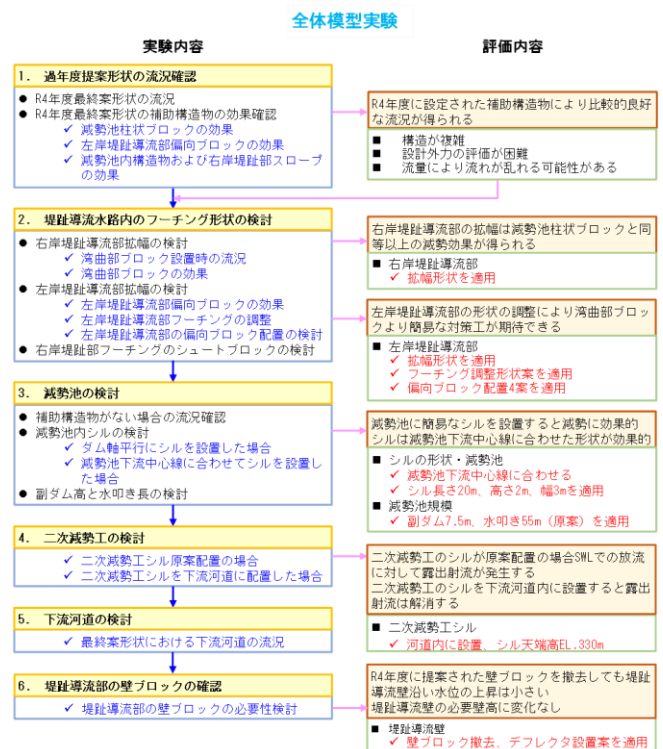 全体模型実験
実験内容
評価内容
1. 過年度提案形状の流況確認
● R4年度最終案形状の流況
● R4年度最終案形状の補助構造物の効果確認
✓ 減勢池柱状ブロックの効果
✓ 左岸堤趾導流部偏向ブロックの効果
✓ 減勢池内構造物および右岸堤趾部スロープ
の効果
R4年度に設定された補助構造物により比較的良好
な流況が得られる
■ 構造が複雑
■ 設計外力の評価が困難
■ 流量により流れが乱れる可能性がある
2. 堤趾導流水路内のフーチング形状の検討
● 右岸堤趾導流部拡幅の検討
✓ 湾曲部ブロック設置時の流況
✓ 湾曲部ブロックの効果
● 左岸堤趾導流部拡幅の検討
✓ 左岸堤趾導流部偏向ブロックの効果
✓ 左岸堤趾導流部フーチングの調整
✓ 左岸堤趾導流部の偏向ブロック配置の検討
● 右岸堤趾部フーチングのシュートブロックの検討
右岸堤趾導流部の拡幅は減勢池柱状ブロックと同
等以上の減勢効果が得られる
■ 右岸堤趾導流部
✓ 拡幅形状を適用
左岸堤趾導流部の形状の調整により湾曲部ブロッ
クより簡易な対策工が期待できる
■ 左岸堤趾導流部
✓ 拡幅形状を適用
✓ フーチング調整形状案を適用
✓ 偏向ブロック配置4案を適用
3. 減勢池の検討
● 補助構造物がない場合の流況確認
● 減勢池内シルの検討
✓ ダム軸平行にシルを設置した場合
✓ 減勢池下流中心線に合わせてシルを設置し
た場合
● 副ダム高と水叩き長の検討
減勢池に簡易なシルを設置すると減勢に効果的
シルは減勢池下流中心線に合わせた形状が効果的
■ シルの形状・減勢池
✓ 減勢池下流中心線に合わせる
✓ シル長さ20m、高さ2m、幅3mを適用
■ 減勢池規模
✓ 副ダム7.5m、水叩き55m（原案）を適用
4. 二次減勢工の検討
✓ 二次減勢工シル原案配置の場合
✓ 二次減勢工シルを下流河道に配置した場合
二次減勢工のシルが原案配置の場合SWLでの放流
に対して露出射流が発生する
二次減勢工のシルを下流河道内に設置すると露出
射流は解消する
■ 二次減勢工シル
✓ 河道内に設置、シル天端高EL.330m
5. 下流河道の検討
✓ 最終案形状における下流河道の流況
6. 堤趾導流部の壁ブロックの確認
✓ 堤趾導流部の壁ブロックの必要性検討
R4年度に提案された壁ブロックを撤去しても堤趾
導流壁沿い水位の上昇は小さい
堤趾導流壁の必要壁高に変化なし
■ 堤趾導流壁
✓ 壁ブロック撤去、デフレクタ設置案を適用